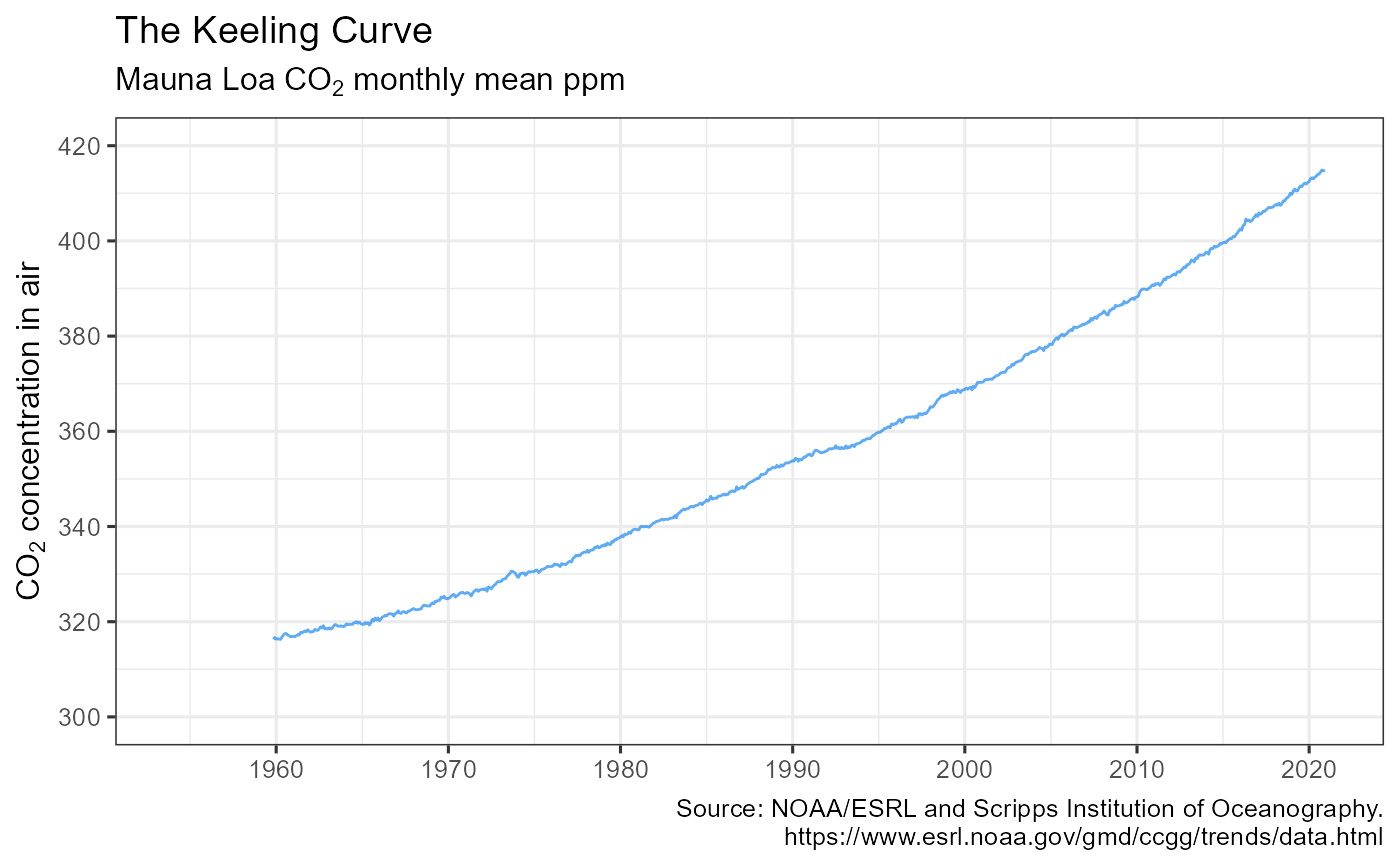 The Keeling Curve
Mauna Loa CO₂ monthly mean ppm
420
400
380
360
340
320
300
CO₂ concentration in air
1960 1970 1980 1990 2000 2010 2020
Source: NOAA/ESRL and Scripps Institution of Oceanography.
https://www.esrl.noaa.gov/gmd/ccgg/trends/data.html